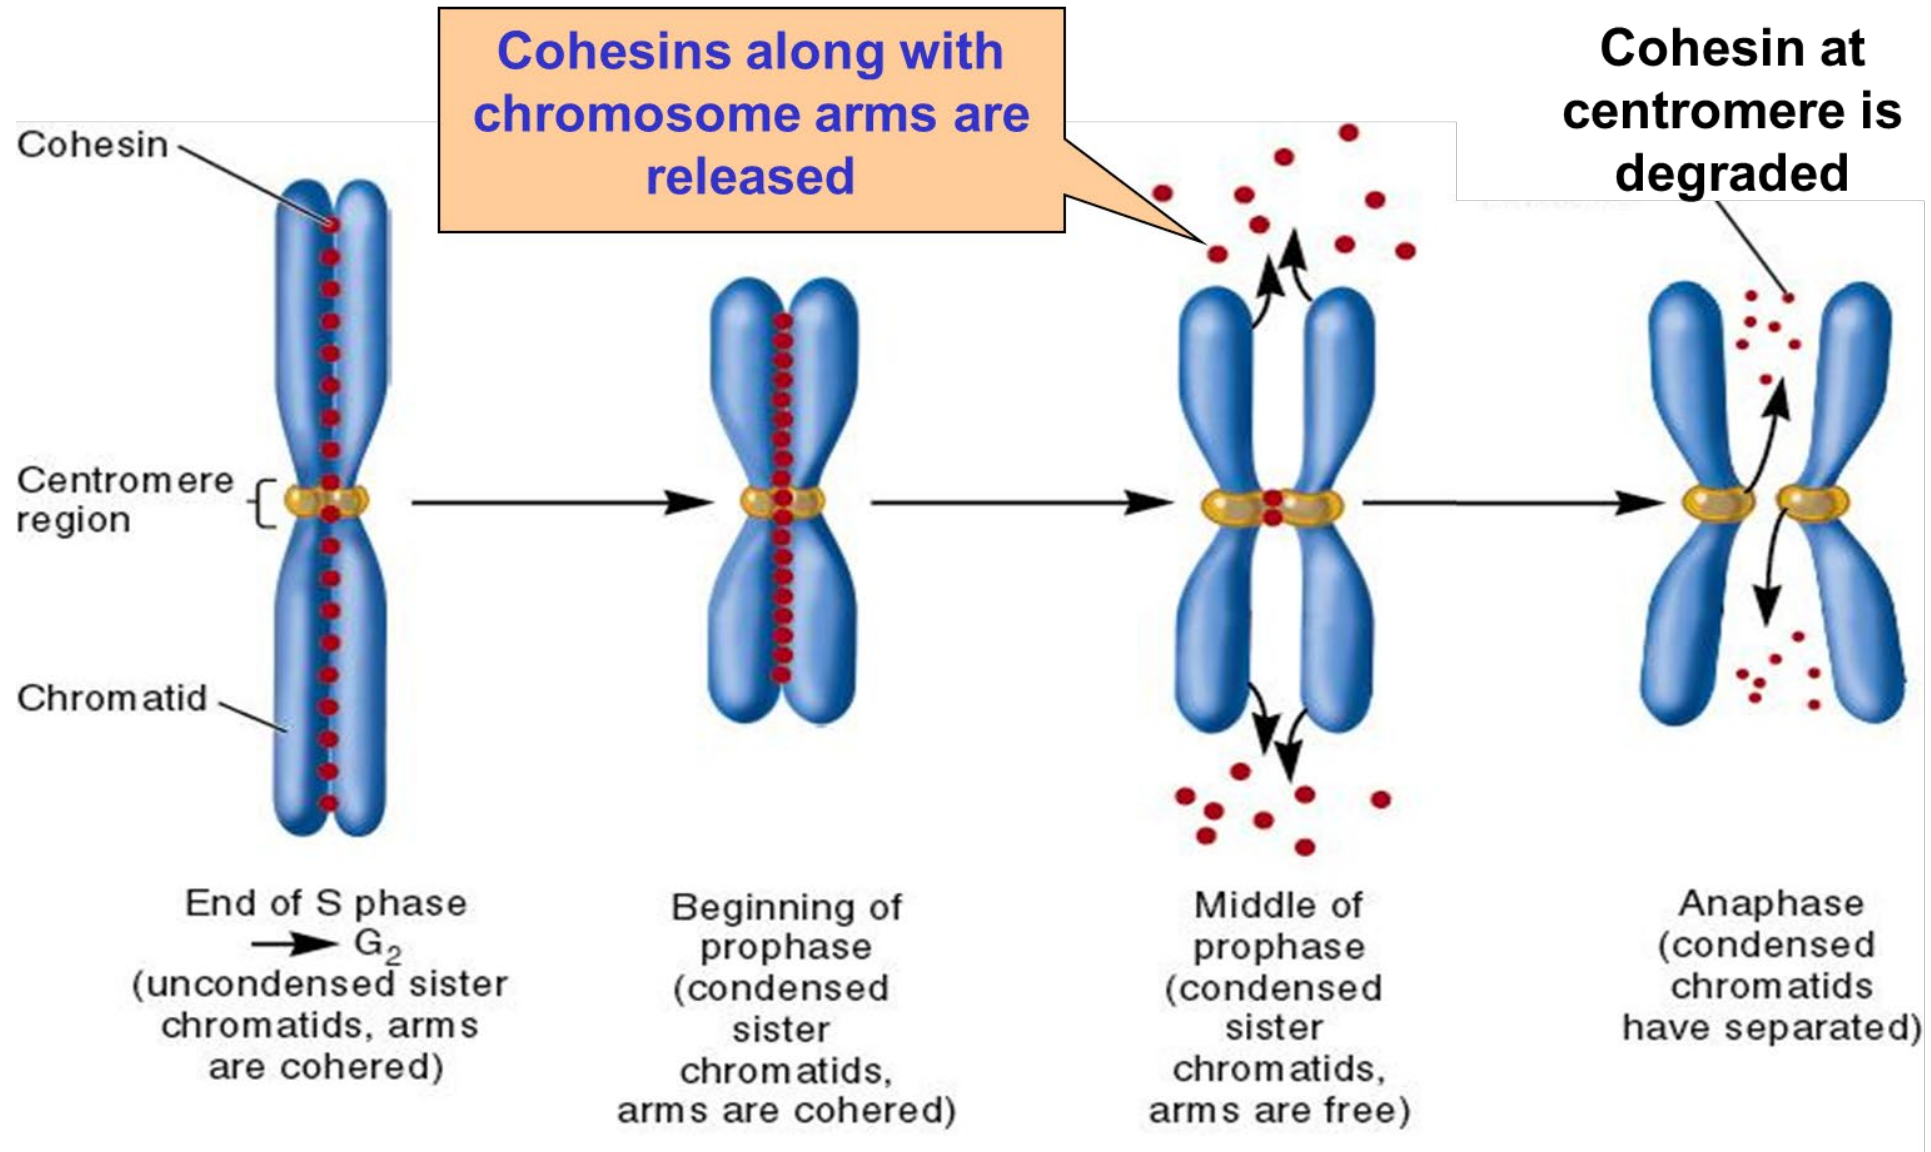 Cohesins along with
chromosome arms are
released
Cohesin at
centromere is
degraded
Cohesin
Centromere
region
Chromatid
End of S phase
→ G₂
(uncondensed sister
chromatids, arms
are cohered)
Beginning of
prophase
(condensed
sister
chromatids,
arms are cohered)
Middle of
prophase
(condensed
sister
chromatids,
arms are free)
Anaphase
(condensed
chromatids
have separated)